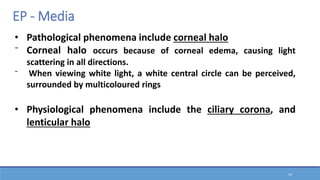 EP - Media
• Pathological phenomena include corneal halo
⁻ Corneal halo occurs because of corneal edema, causing light
scattering in all directions.
⁻ When viewing white light, a white central circle can be perceived,
surrounded by multicoloured rings
• Physiological phenomena include the ciliary corona, and
lenticular halo